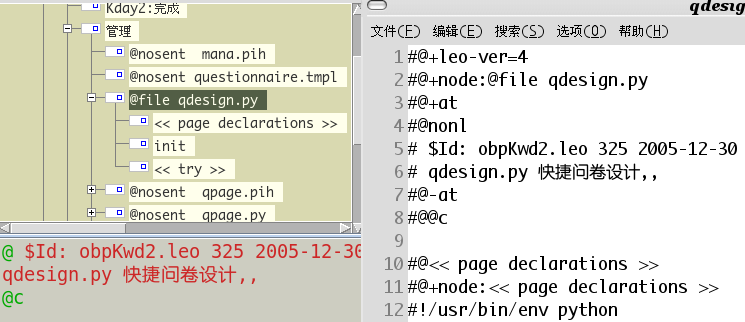 Kday2:完成
管理
@nosent mana.pih
@nosent questionnaire.tmpl
@file qdesign.py
<< page declarations >>
init
<< try >>
@nosent qpage.pih
@nosent qpage.py
@ $Id: obpKwd2.leo 325 2005-12-30
qdesign.py 快捷问卷设计,,
@c
qdesig
文件(F) 编辑(E) 搜索(S) 选项(O) 帮助(H)
1 #@+leo-ver=4
2 #@+node:@file qdesign.py
3 #@+at
4 #@nonl
5 # $Id: obpKwd2.leo 325 2005-12-30
6 # qdesign.py 快捷问卷设计,,
7 #@-at
8 #@@c
9
10 #@<< page declarations >>
11 #@+node:<< page declarations >>
12 #!/usr/bin/env python